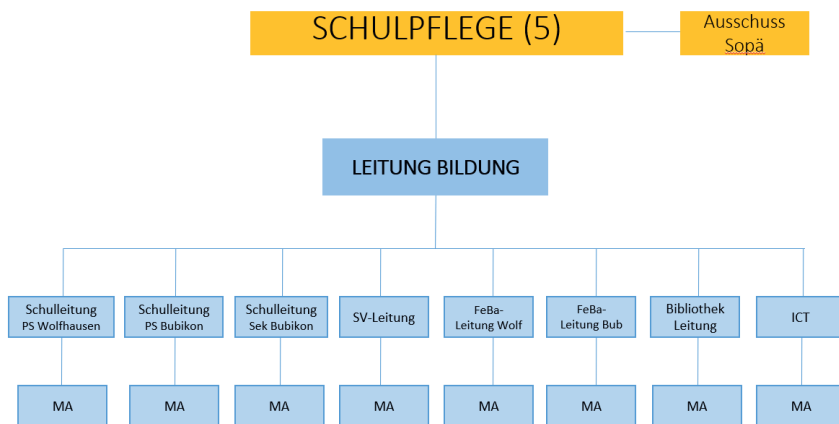 SCHULPFLEGE (5)
Ausschuss
Sopä
LEITUNG BILDUNG
Schulleitung
PS Wolfhausen
Schulleitung
PS Bubikon
Schulleitung
Sek Bubikon
SV-Leitung
FeBa-
Leitung Wolf
FeBa-
Leitung Bub
Bibliothek
Leitung
ICT
MA
MA
MA
MA
MA
MA
MA
MA